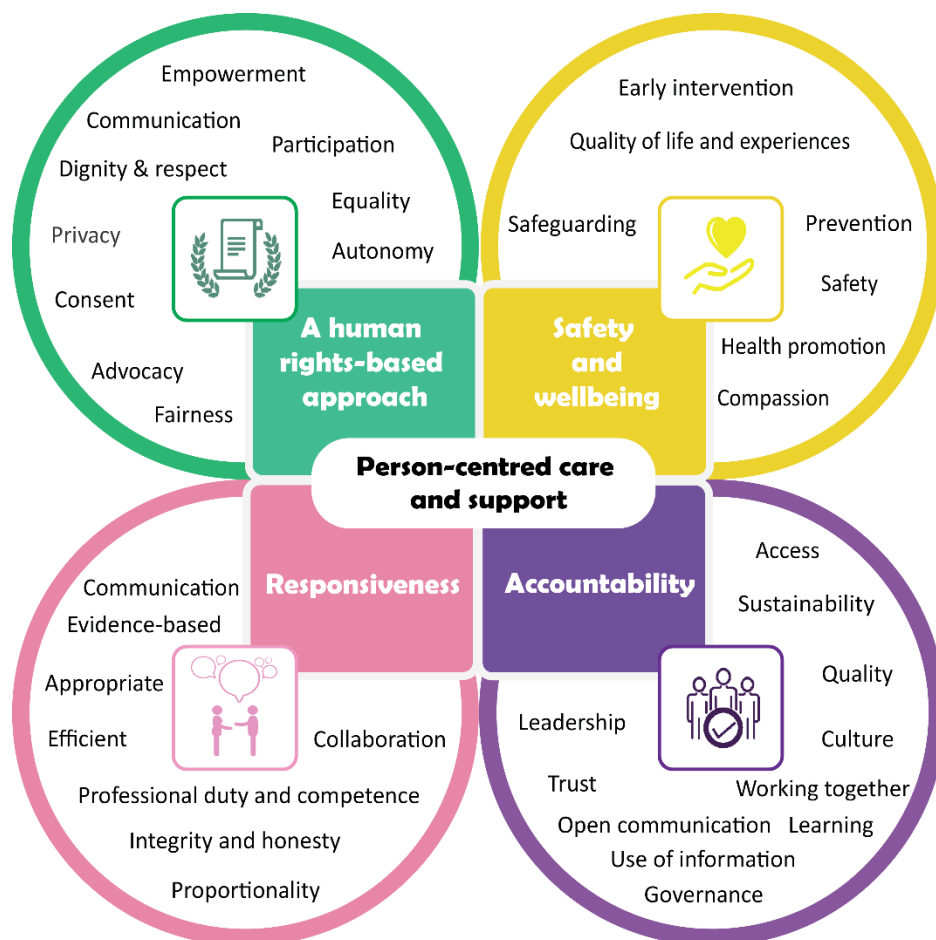 Empowerment
Communication
Participation
Dignity & respect
Equality
Privacy
Autonomy
Consent
Advocacy
Fairness
A human
rights-based
approach
Early intervention
Quality of life and experiences
Safeguarding
Prevention
Safety
Health promotion
Compassion
Safety
and
wellbeing
Person-centred care
and support
Responsiveness
Communication
Evidence-based
Appropriate
Efficient
Collaboration
Professional duty and competence
Integrity and honesty
Proportionality
Accountability
Access
Sustainability
Quality
Leadership
Culture
Trust
Working together
Open communication
Learning
Use of information
Governance